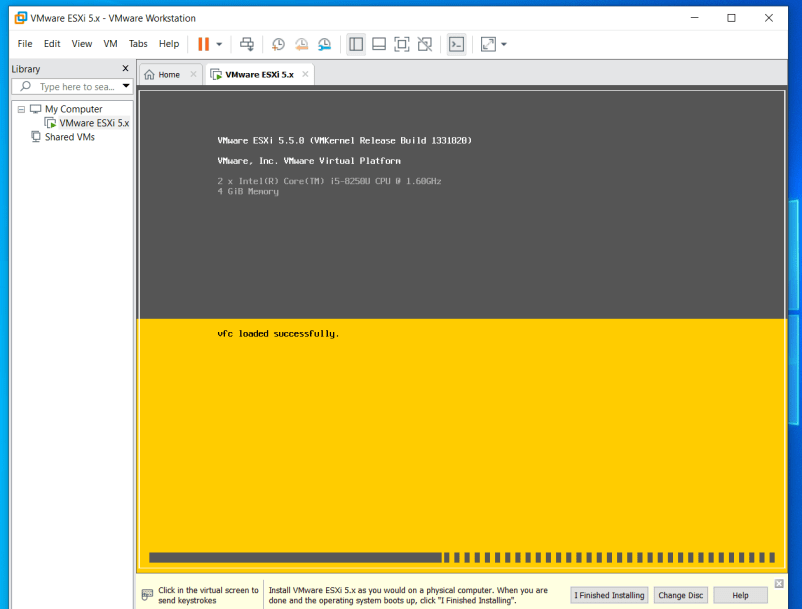 VMware ESXi 5.x - VMware Workstation
File Edit View VM Tabs Help
Library X
Type here to sea...
My Computer
VMware ESXi 5.x
Shared VMs
Home
VMware ESXi 5.x
VMware ESXi 5.5.0 (VMKernel Release Build 1331820)
VMware, Inc. VMware Virtual Platform
2 x Intel(R) Core(TM) i5-8250U CPU @ 1.60GHz
4 GiB Memory
vfc loaded successfully.
Click in the virtual screen to
send keystrokes
Install VMware ESXi 5.x as you would on a physical computer. When you are
done and the operating system boots up, click "I Finished Installing".
I Finished Installing Change Disc Help